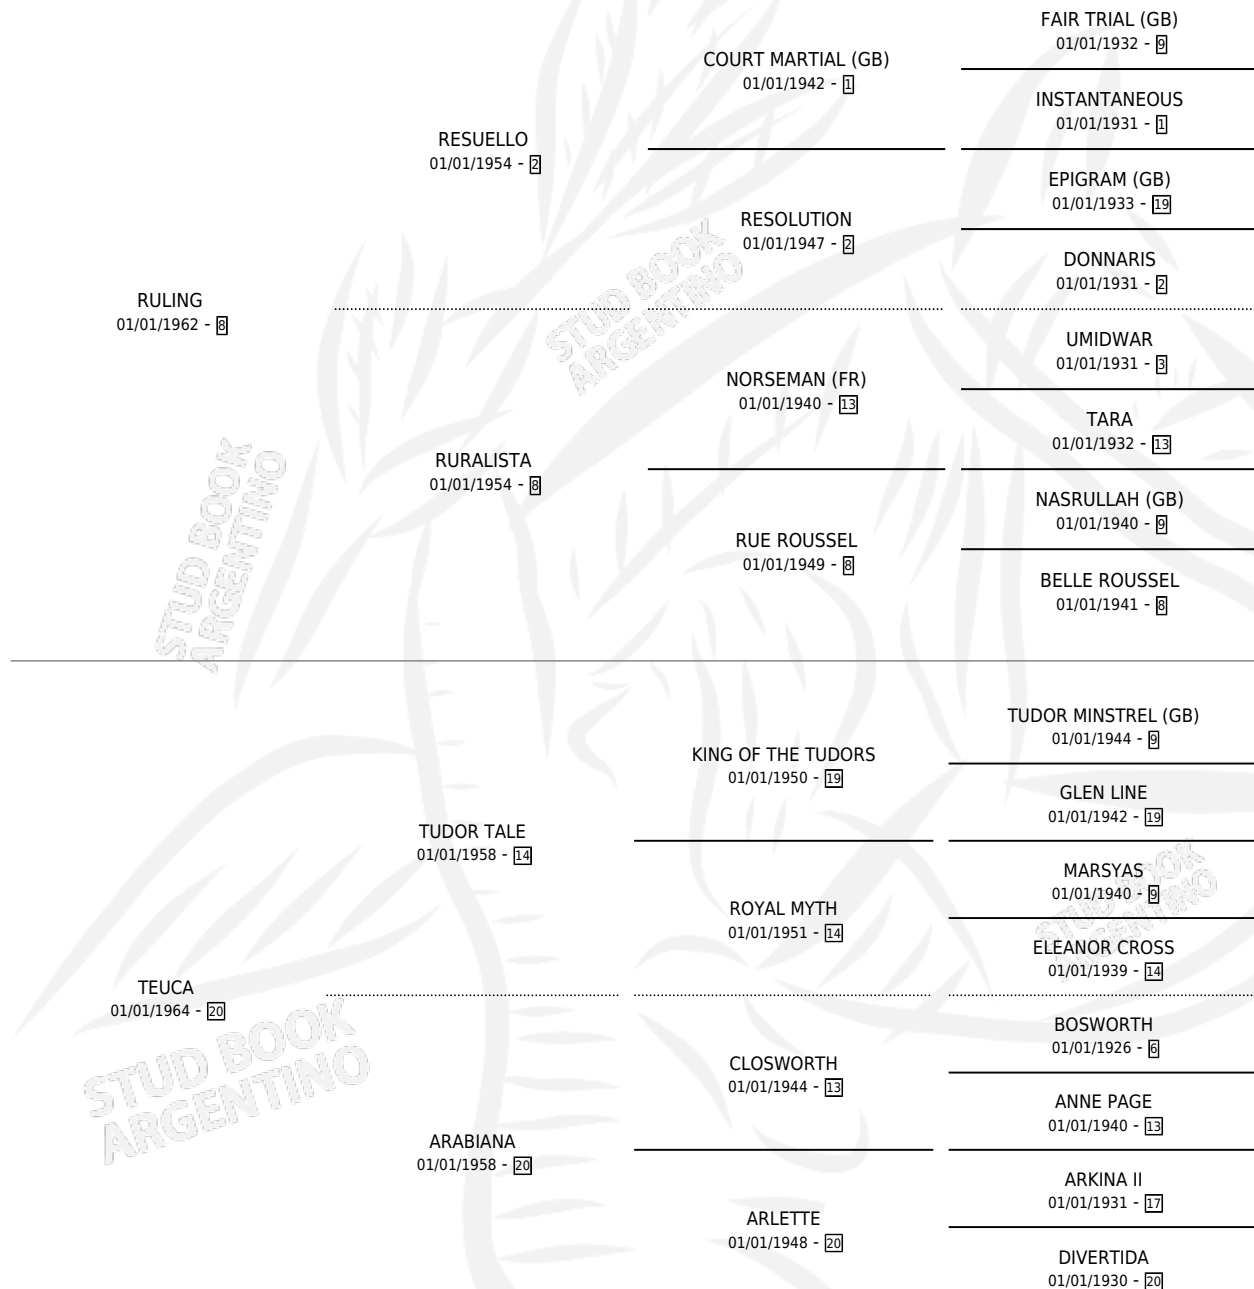 FAIR TRIAL (GB)
01/01/1932 - 9
COURT MARTIAL (GB)
01/01/1942 - 1
INSTANTANEOUS
01/01/1931 - 1
RESUELLO
01/01/1954 - 2
EPIGRAM (GB)
01/01/1933 - 19
RESOLUTION
01/01/1947 - 2
DONNARIS
01/01/1931 - 2
RULING
01/01/1962 - 8
UMIDWAR
01/01/1931 - 3
NORSEMAN (FR)
01/01/1940 - 13
TARA
01/01/1932 - 13
RURALISTA
01/01/1954 - 8
NASRULLAH (GB)
01/01/1940 - 9
RUE ROUSSEL
01/01/1949 - 8
BELLE ROUSSEL
01/01/1941 - 8
STUD BOOK
ARGENTINO
STUD BOOK
ARGENTINO
TUDOR MINSTREL (GB)
01/01/1944 - 9
KING OF THE TUDORS
01/01/1950 - 19
GLEN LINE
01/01/1942 - 19
TUDOR TALE
01/01/1958 - 14
MARSYAS
01/01/1940 - 9
ROYAL MYTH
01/01/1951 - 14
ELEANOR CROSS
01/01/1939 - 14
TEUCA
01/01/1964 - 20
BOSWORTH
01/01/1926 - 6
CLOSWORTH
01/01/1944 - 13
ANNE PAGE
01/01/1940 - 13
ARABIANA
01/01/1958 - 20
ARKINA II
01/01/1931 - 17
ARLETTE
01/01/1948 - 20
DIVERTIDA
01/01/1930 - 20
STUD BOOK
ARGENTINO
STUD BOOK
ARGENTINO